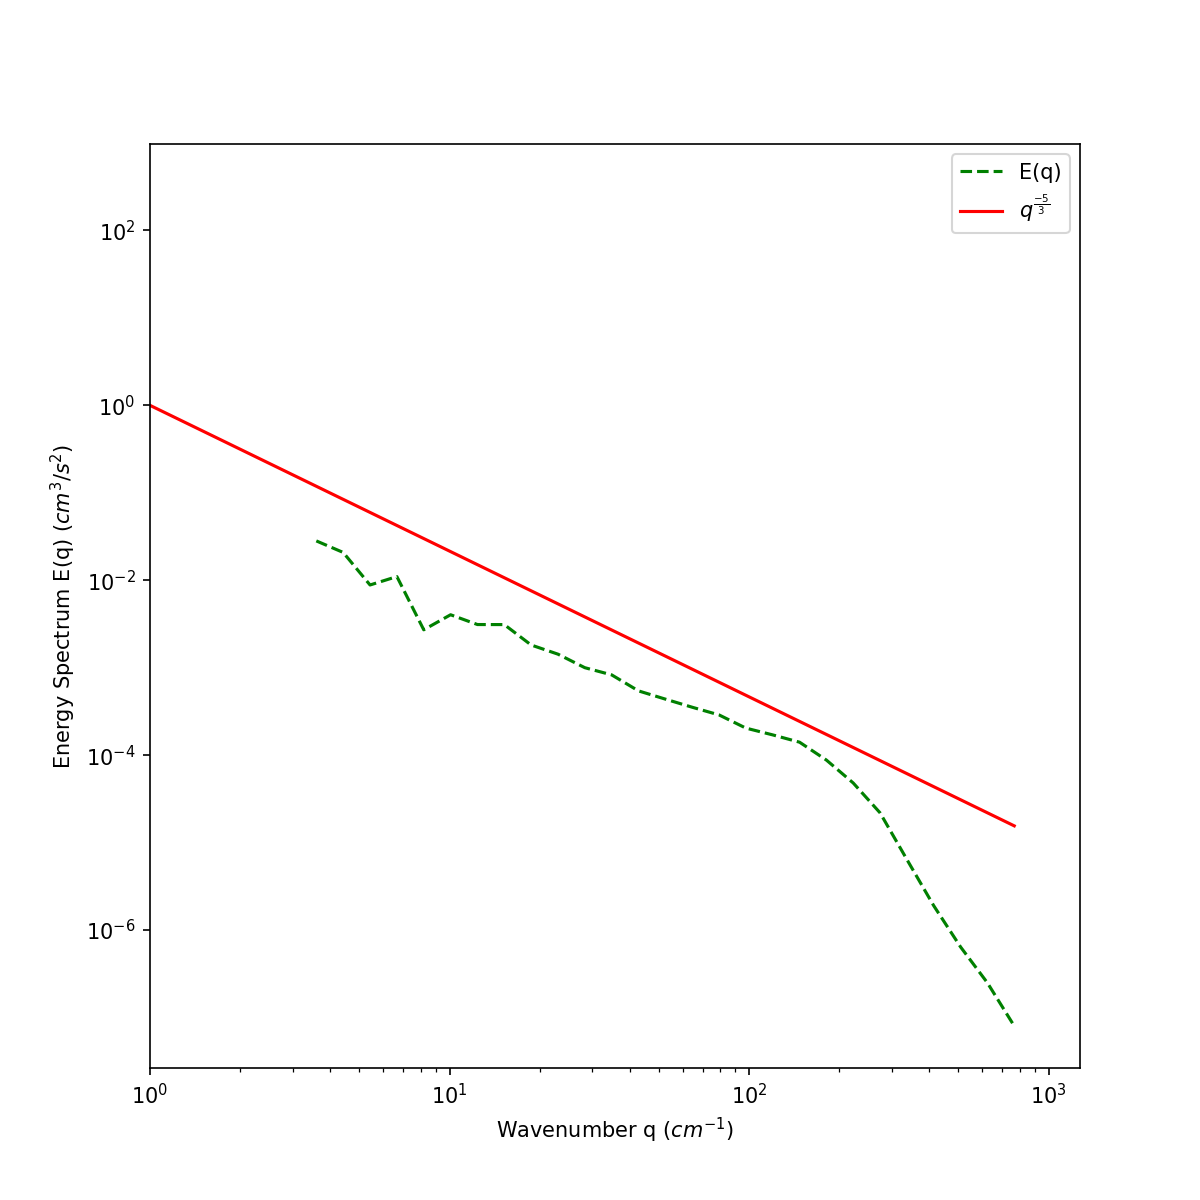 E(q)
q^{-5/3}
10^2
10^0
10^{-2}
10^{-4}
10^{-6}
Energy Spectrum E(q) (cm^3/s^2)
10^0 10^1 10^2 10^3
Wavenumber q (cm^{-1})